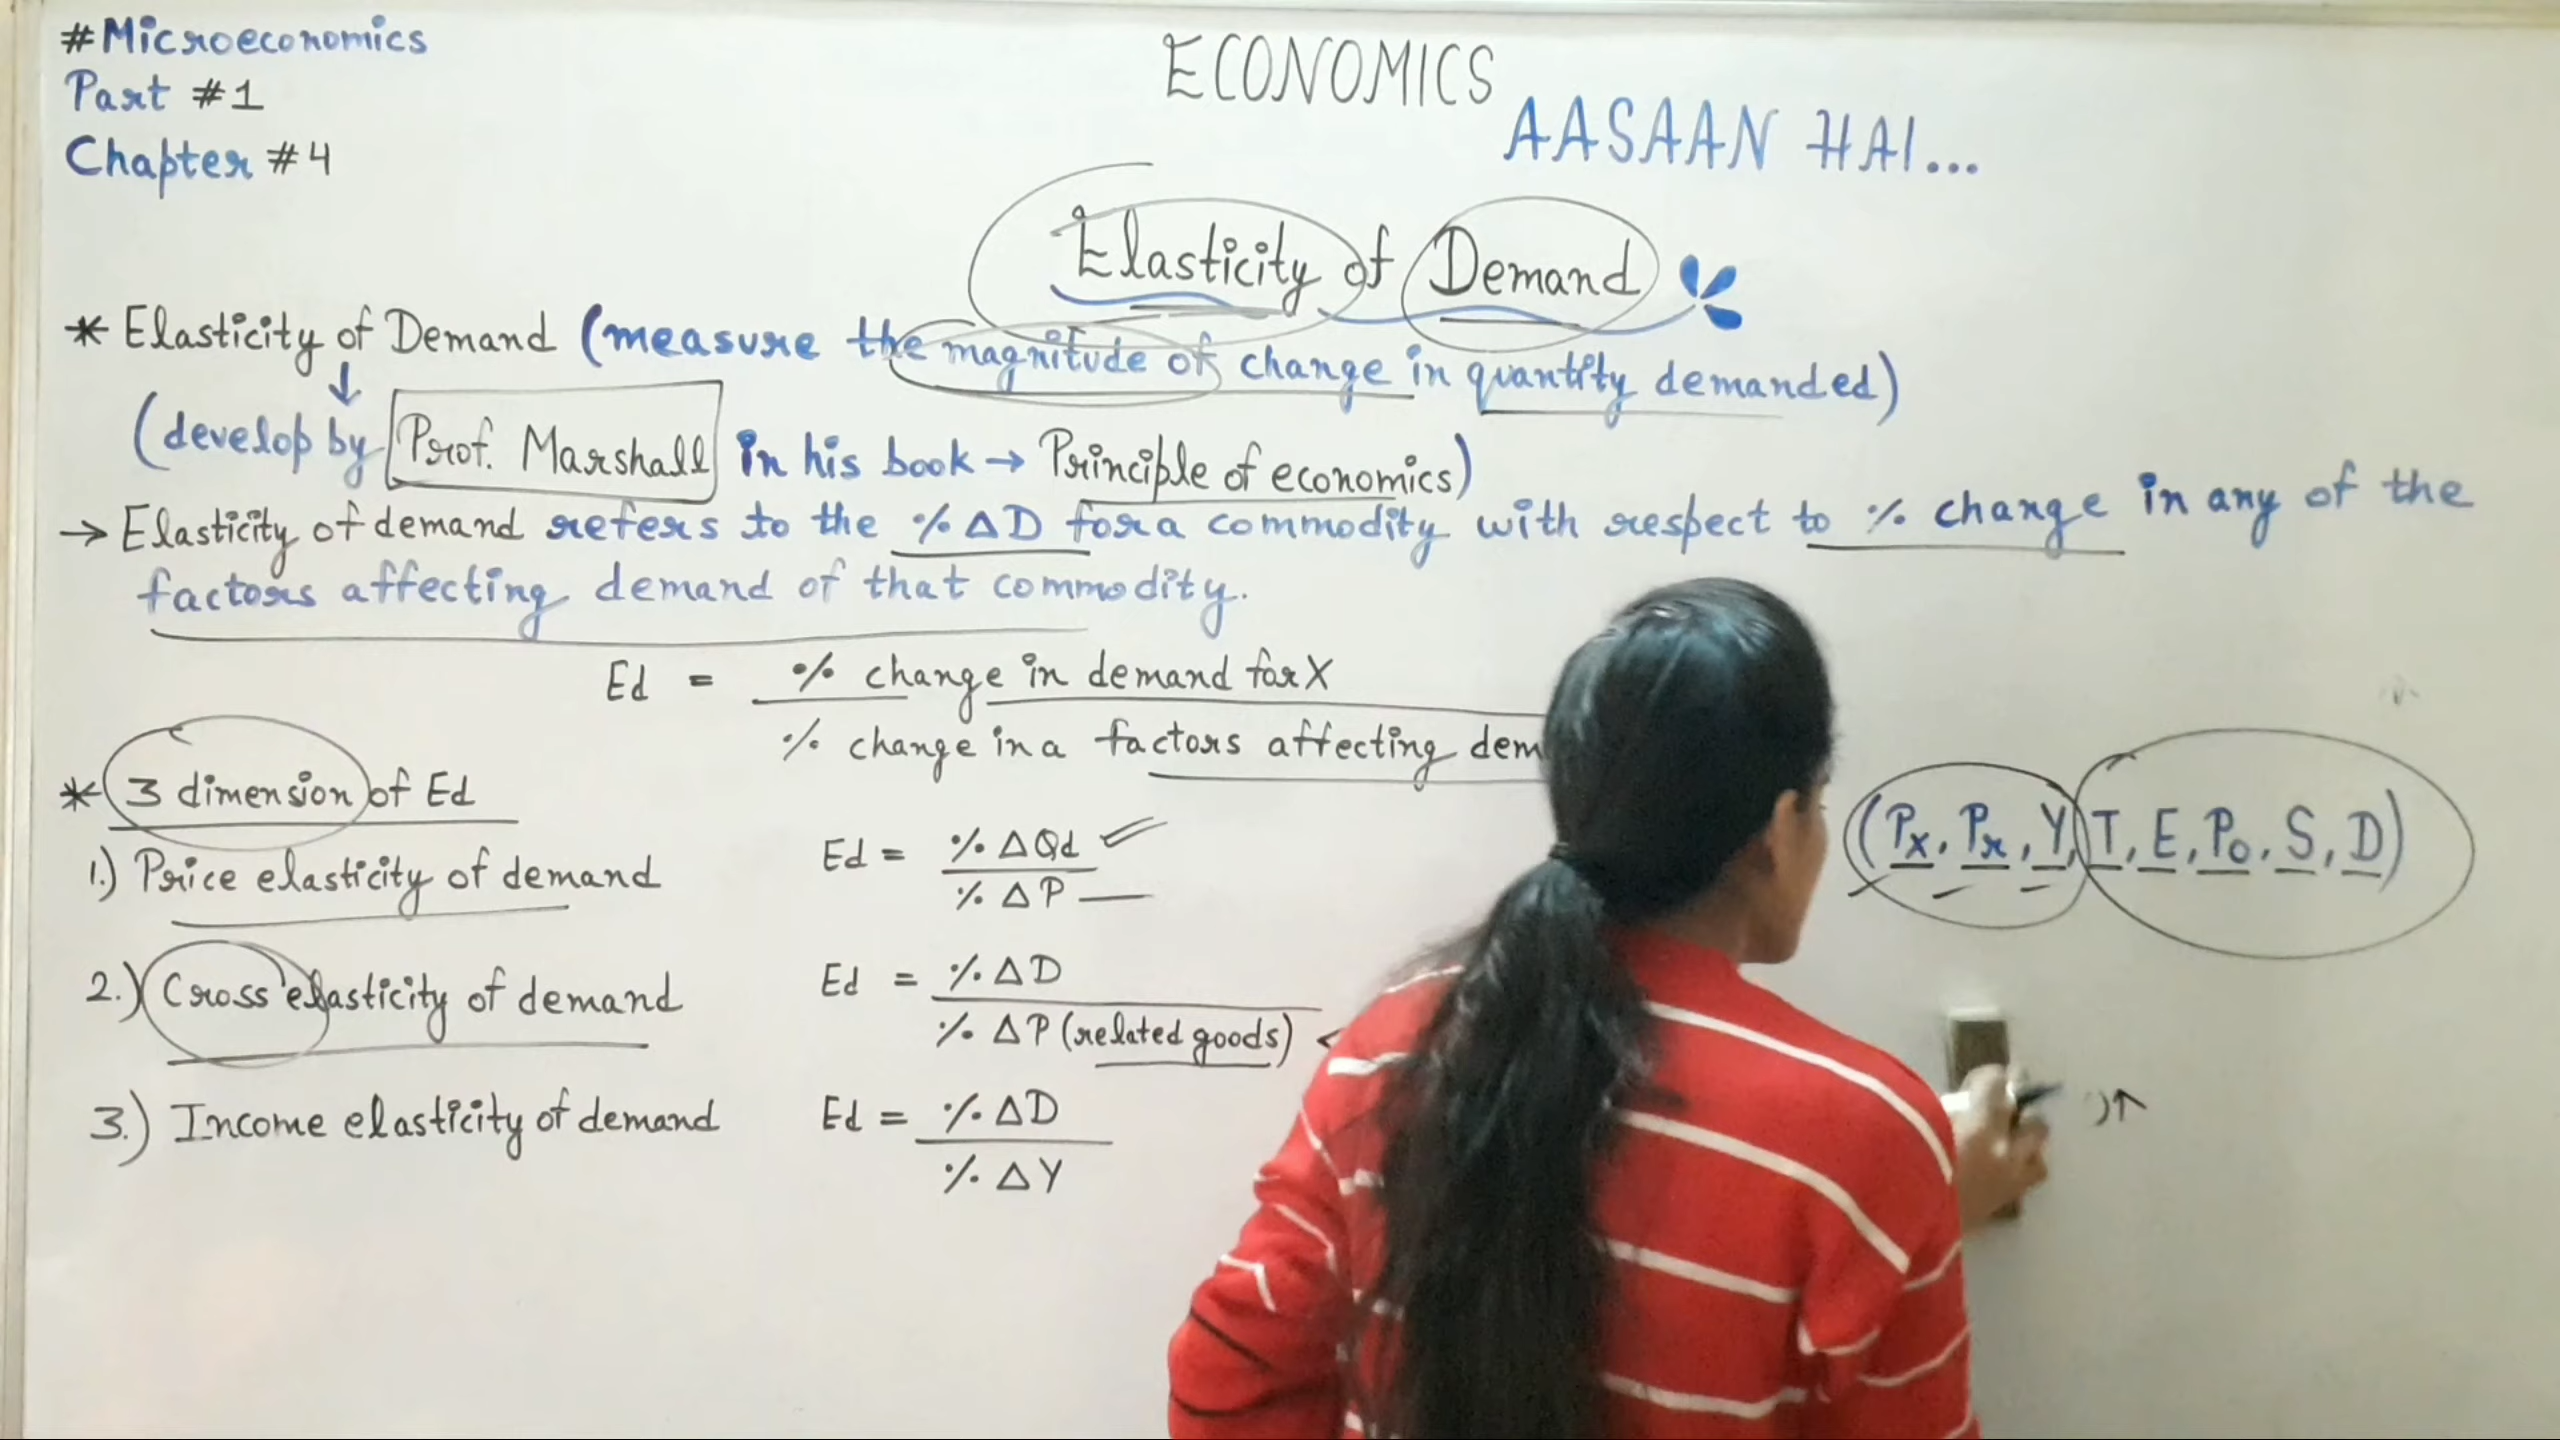 #Microeconomics
Part #1
Chapter #4
ECONOMICS
AASAAN HAI...
Elasticity of Demand
* Elasticity of Demand (measure the magnitude of change in quantity demanded)
↓
(develop by Prof. Marshall in his book → Principle of economics)
→ Elasticity of demand refers to the % ΔD for a commodity with respect to % change in any of the
factors affecting demand of that commodity.
Ed = % change in demand for X
% change in a factors affecting dem
* 3 dimension of Ed
(Px, Pr, Y, T, E, Po, S, D)
1.) Price elasticity of demand Ed = % ΔQd
% ΔP
2.) Cross elasticity of demand Ed = % ΔD
% ΔP (related goods)
3.) Income elasticity of demand Ed = % ΔD
% ΔY